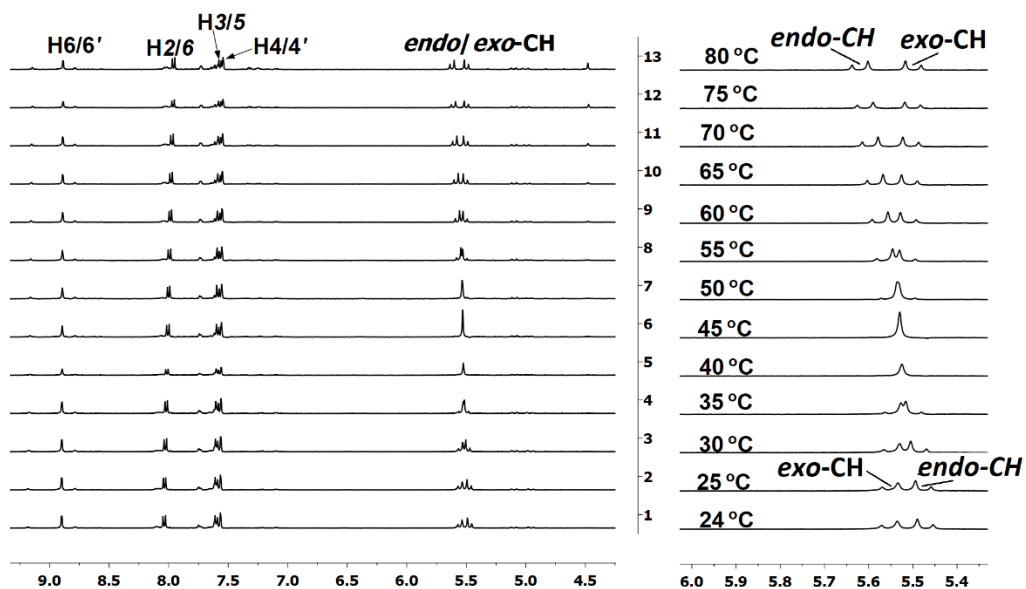 H3/5
H6/6′ H2/6 H4/4′ endo/ exo-CH
endo-CH exo-CH
13 80 °C
12 75 °C
11 70 °C
10 65 °C
9 60 °C
8 55 °C
7 50 °C
6 45 °C
5 40 °C
4 35 °C
3 30 °C
exo-CH endo-CH
2 25 °C
1 24 °C
9.0 8.5 8.0 7.5 7.0 6.5 6.0 5.5 5.0 4.5
6.0 5.9 5.8 5.7 5.6 5.5 5.4